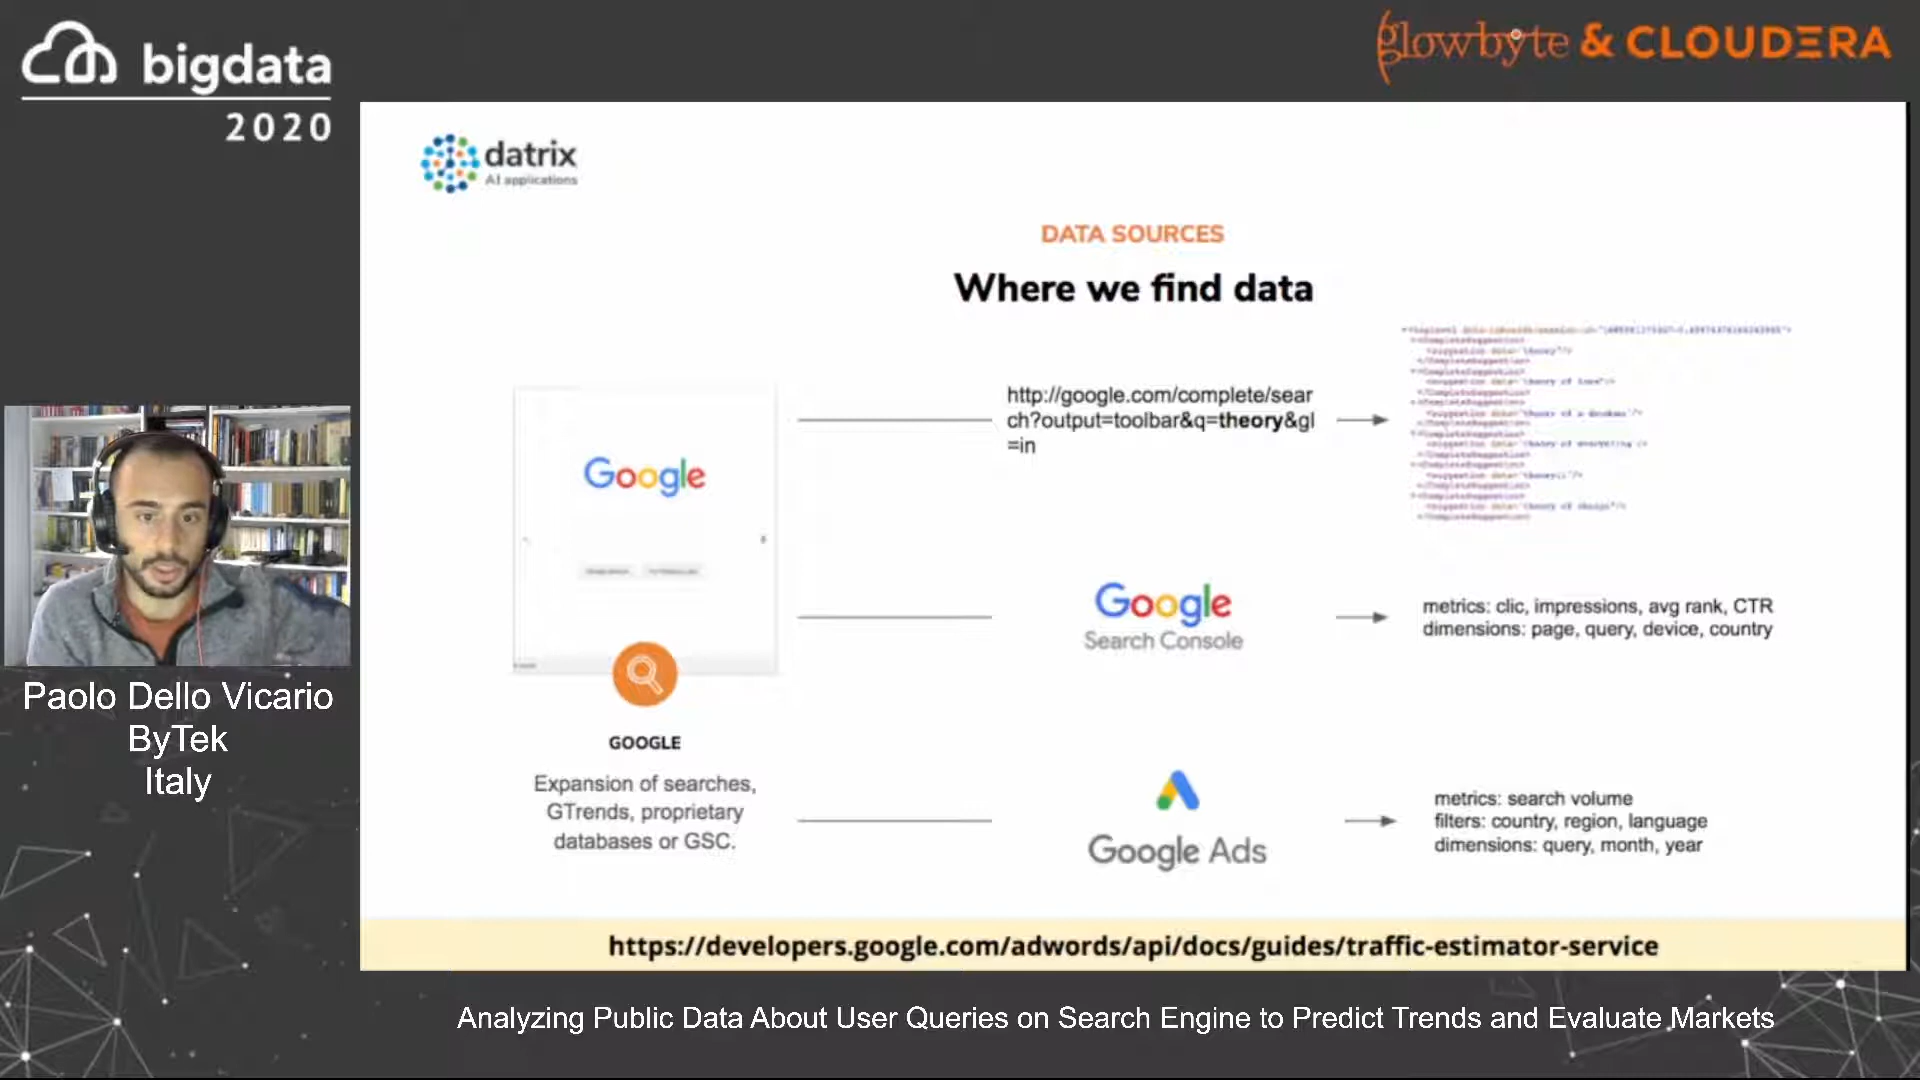 bigdata
2020
glowbyte & CLOUDERA
datrix
AI applications
DATA SOURCES
Where we find data
http://google.com/complete/sear
ch?output=toolbar&q=theory&gl
=in
Google
Google
Search Console
metrics: clic, impressions, avg rank, CTR
dimensions: page, query, device, country
GOOGLE
Expansion of searches,
GTrends, proprietary
databases or GSC.
Google Ads
metrics: search volume
filters: country, region, language
dimensions: query, month, year
https://developers.google.com/adwords/api/docs/guides/traffic-estimator-service
Paolo Dello Vicario
ByTek
Italy
Analyzing Public Data About User Queries on Search Engine to Predict Trends and Evaluate Markets